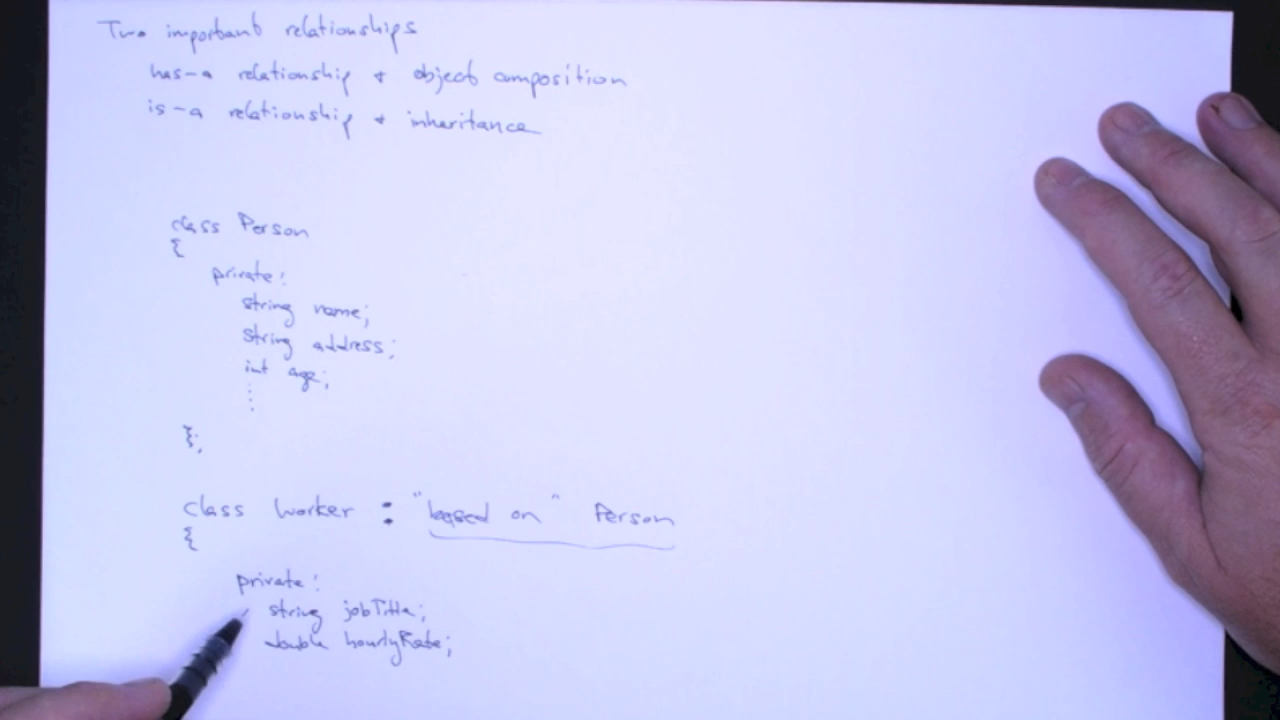 Two important relationships
has-a relationship & object composition
is-a relationship & inheritance
class Person
{
private:
string name;
string address;
int age;
};
class Worker : "based on" Person
{
private:
string jobTitle;
double hourlyRate;